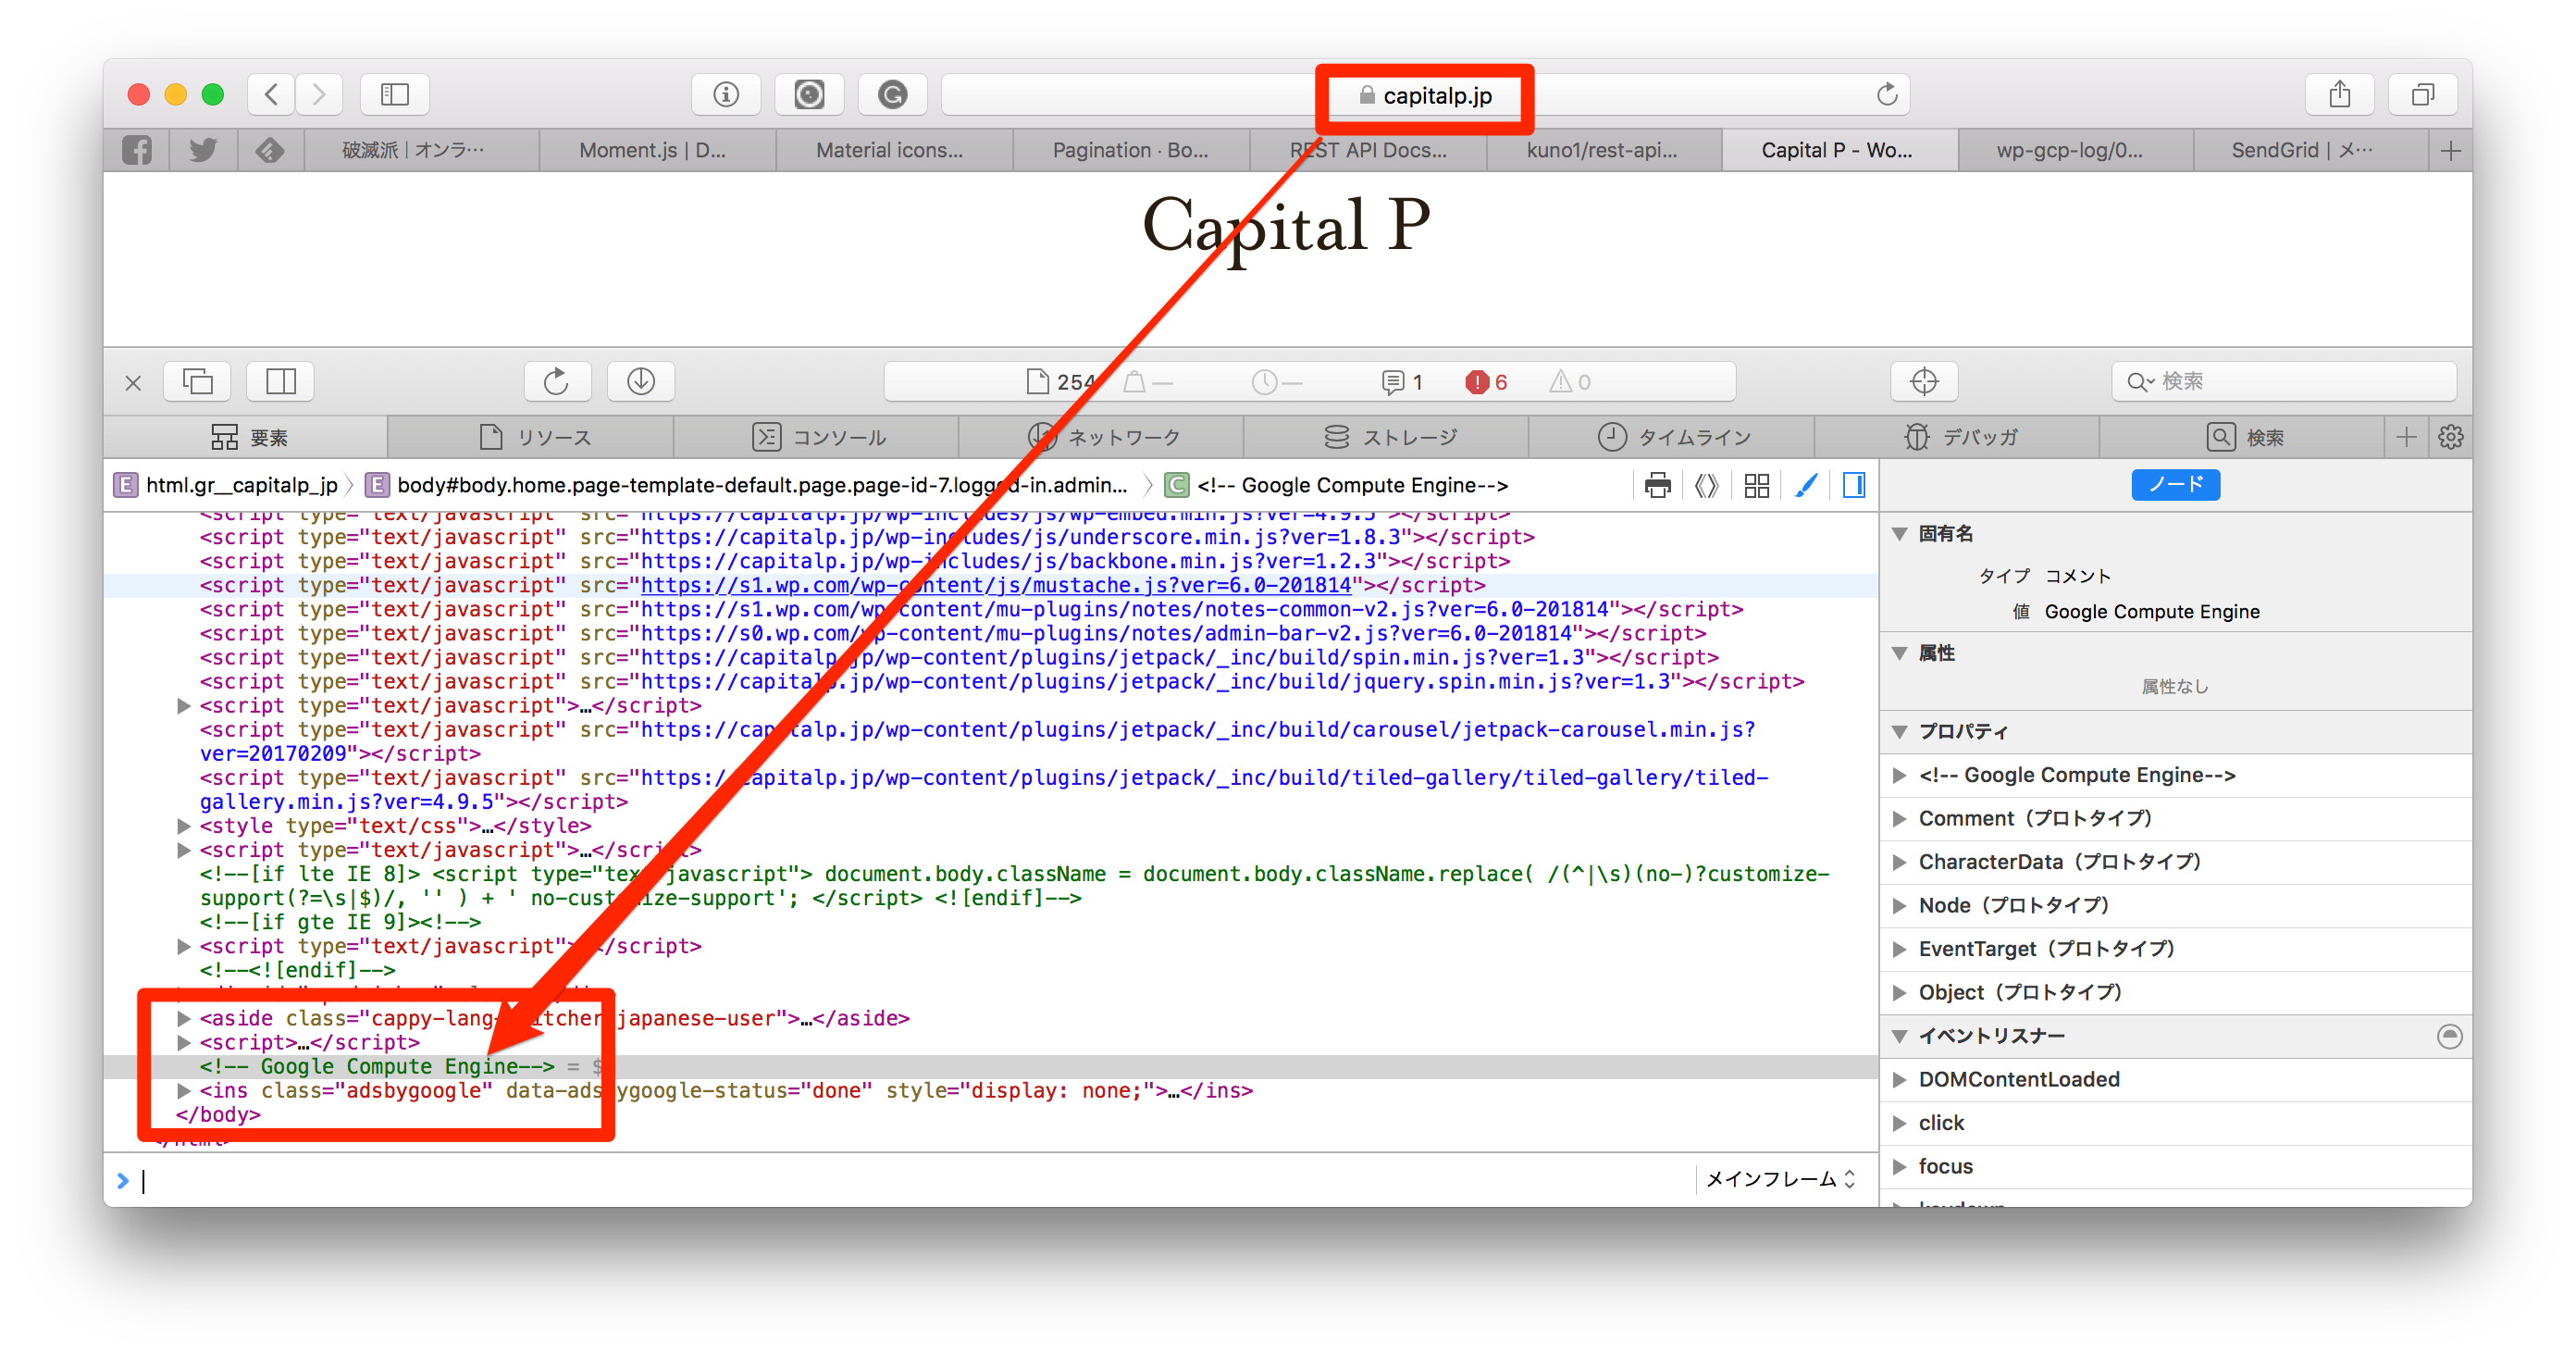 capitalp.jp
破滅派 | オンラ…
Moment.js | D...
Material icons...
Pagination · Bo...
REST API Docs...
kuno1/rest-api...
Capital P - Wo...
wp-gcp-log/0...
SendGrid | メ…
Capital P
254
—
—
1
6
0
検索
要素
リソース
コンソール
ネットワーク
ストレージ
タイムライン
デバッガ
検索
html.gr__capitalp_jp
body#body.home.page-template-default.page.page-id-7.logged-in.admin...
<!-- Google Compute Engine-->
ノード
<script type="text/javascript" src="https://capitalp.jp/wp-includes/js/wp-embed.min.js?ver=4.9.5"></script>
<script type="text/javascript" src="https://capitalp.jp/wp-includes/js/underscore.min.js?ver=1.8.3"></script>
<script type="text/javascript" src="https://capitalp.jp/wp-includes/js/backbone.min.js?ver=1.2.3"></script>
<script type="text/javascript" src="https://s1.wp.com/wp-content/js/mustache.js?ver=6.0-201814"></script>
<script type="text/javascript" src="https://s1.wp.com/wp-content/mu-plugins/notes/notes-common-v2.js?ver=6.0-201814"></script>
<script type="text/javascript" src="https://s0.wp.com/wp-content/mu-plugins/notes/admin-bar-v2.js?ver=6.0-201814"></script>
<script type="text/javascript" src="https://capitalp.jp/wp-content/plugins/jetpack/_inc/build/spin.min.js?ver=1.3"></script>
<script type="text/javascript" src="https://capitalp.jp/wp-content/plugins/jetpack/_inc/build/jquery.spin.min.js?ver=1.3"></script>
<script type="text/javascript">…</script>
<script type="text/javascript" src="https://capitalp.jp/wp-content/plugins/jetpack/_inc/build/carousel/jetpack-carousel.min.js?
ver=20170209"></script>
<script type="text/javascript" src="https://capitalp.jp/wp-content/plugins/jetpack/_inc/build/tiled-gallery/tiled-gallery/tiled-
gallery.min.js?ver=4.9.5"></script>
<style type="text/css">…</style>
<script type="text/javascript">…</script>
<!--[if lte IE 8]> <script type="text/javascript"> document.body.className = document.body.className.replace( /(^|\s)(no-)?customize-
support(?=\s|$)/, '' ) + ' no-customize-support'; </script> <![endif]-->
<!--[if gte IE 9]><!-->
<script type="text/javascript">…</script>
<!--<![endif]-->
<aside class="cappy-lang-switcher japanese-user">…</aside>
<script>…</script>
<!-- Google Compute Engine--> = $
<ins class="adsbygoogle" data-adsbygoogle-status="done" style="display: none;">…</ins>
</body>
</html>
メインフレーム
固有名
タイプ コメント
値 Google Compute Engine
属性
属性なし
プロパティ
<!-- Google Compute Engine-->
Comment（プロトタイプ）
CharacterData（プロトタイプ）
Node（プロトタイプ）
EventTarget（プロトタイプ）
Object（プロトタイプ）
イベントリスナー
DOMContentLoaded
click
focus
keydown